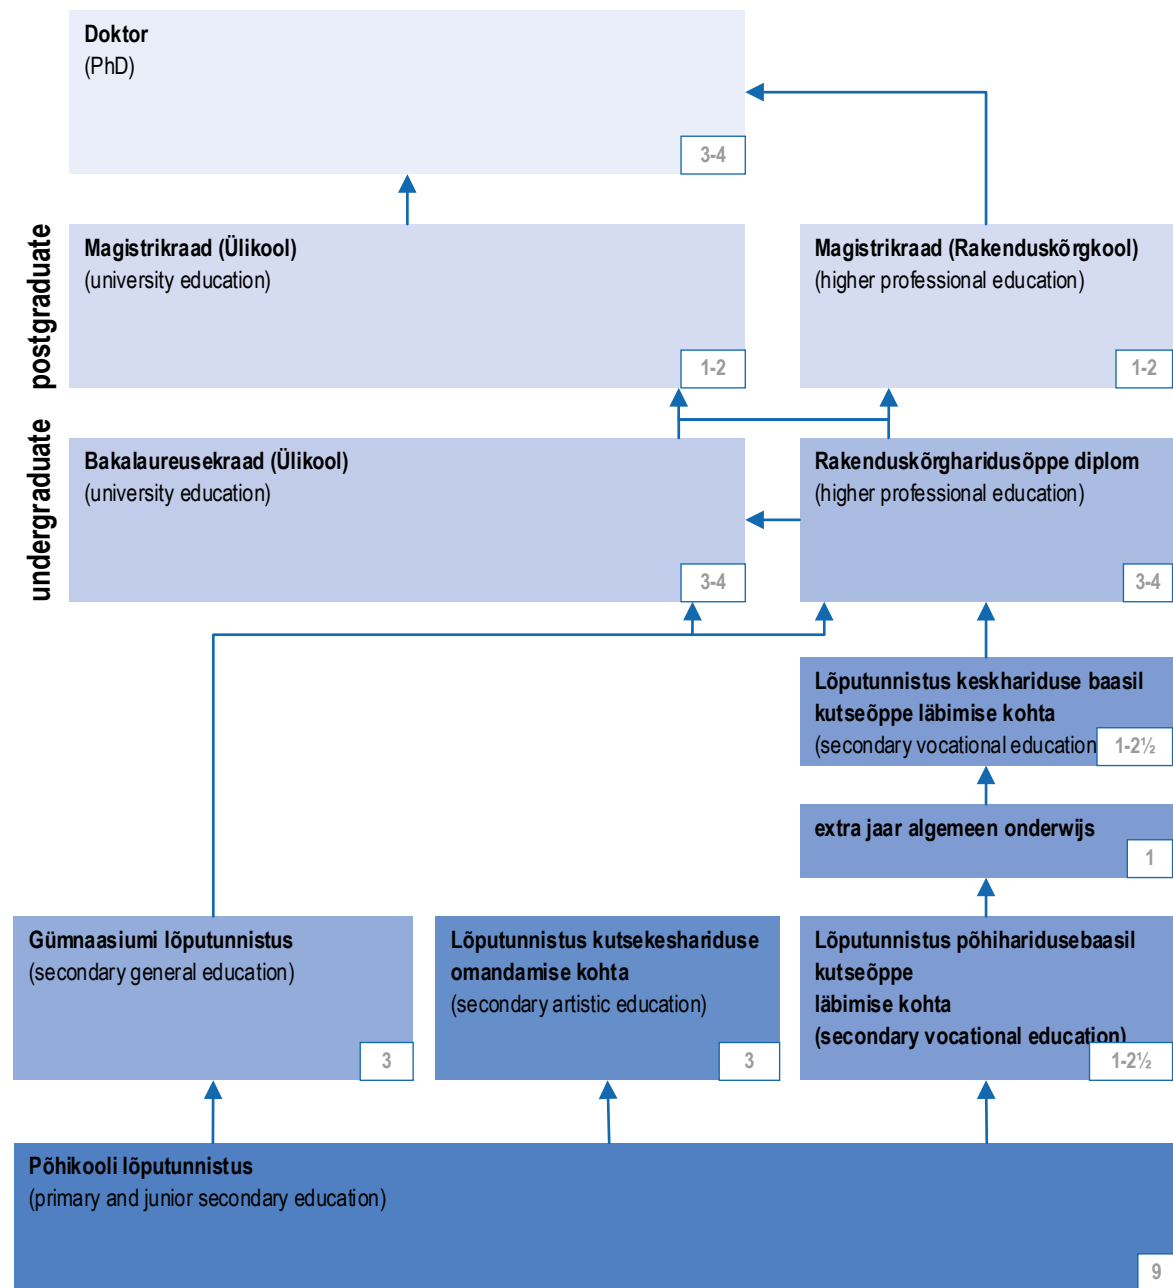 Doktor
(PhD)
3-4
postgraduate
Magistrikraad (Ülikool)
(university education)
1-2
Magistrikraad (Rakenduskõrgkool)
(higher professional education)
1-2
undergraduate
Bakalaureusekraad (Ülikool)
(university education)
3-4
Rakenduskõrgharidusõppe diplom
(higher professional education)
3-4
Lõputunnistus keskhariduse baasil
kutseõppe läbimise kohta
(secondary vocational education
1-2½
extra jaar algemeen onderwijs
1
Gümnaasiumi lõputunnistus
(secondary general education)
3
Lõputunnistus kutsekeshariduse
omandamise kohta
(secondary artistic education)
3
Lõputunnistus põhiharidusebaasil
kutseõppe
läbimise kohta
(secondary vocational education)
1-2½
Põhikooli lõputunnistus
(primary and junior secondary education)
9